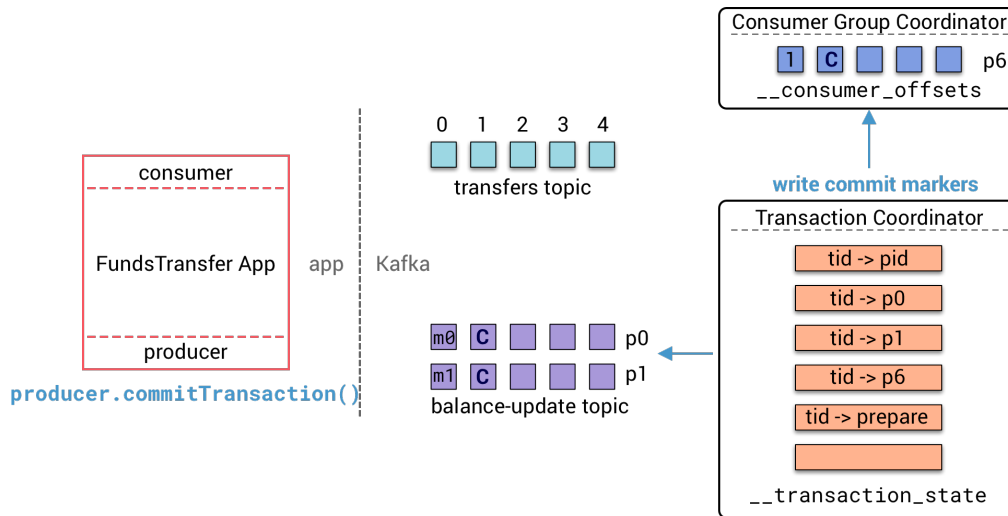 consumer
FundsTransfer App
producer
producer.commitTransaction()
app
Kafka
0 1 2 3 4
transfers topic
m0 C p0
m1 C p1
balance-update topic
Consumer Group Coordinator
1 C p6
__consumer_offsets
write commit markers
Transaction Coordinator
tid -> pid
tid -> p0
tid -> p1
tid -> p6
tid -> prepare
__transaction_state